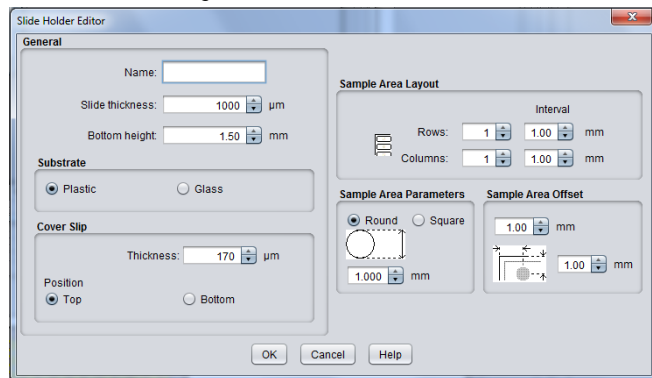 Slide Holder Editor
General
Name:
Slide thickness: 1000 µm
Bottom height: 1.50 mm
Substrate
Plastic Glass
Cover Slip
Thickness: 170 µm
Position
Top Bottom
Sample Area Layout
Interval
Rows: 1 1.00 mm
Columns: 1 1.00 mm
Sample Area Parameters
Round Square
1.000 mm
Sample Area Offset
1.00 mm
1.00 mm
OK Cancel Help